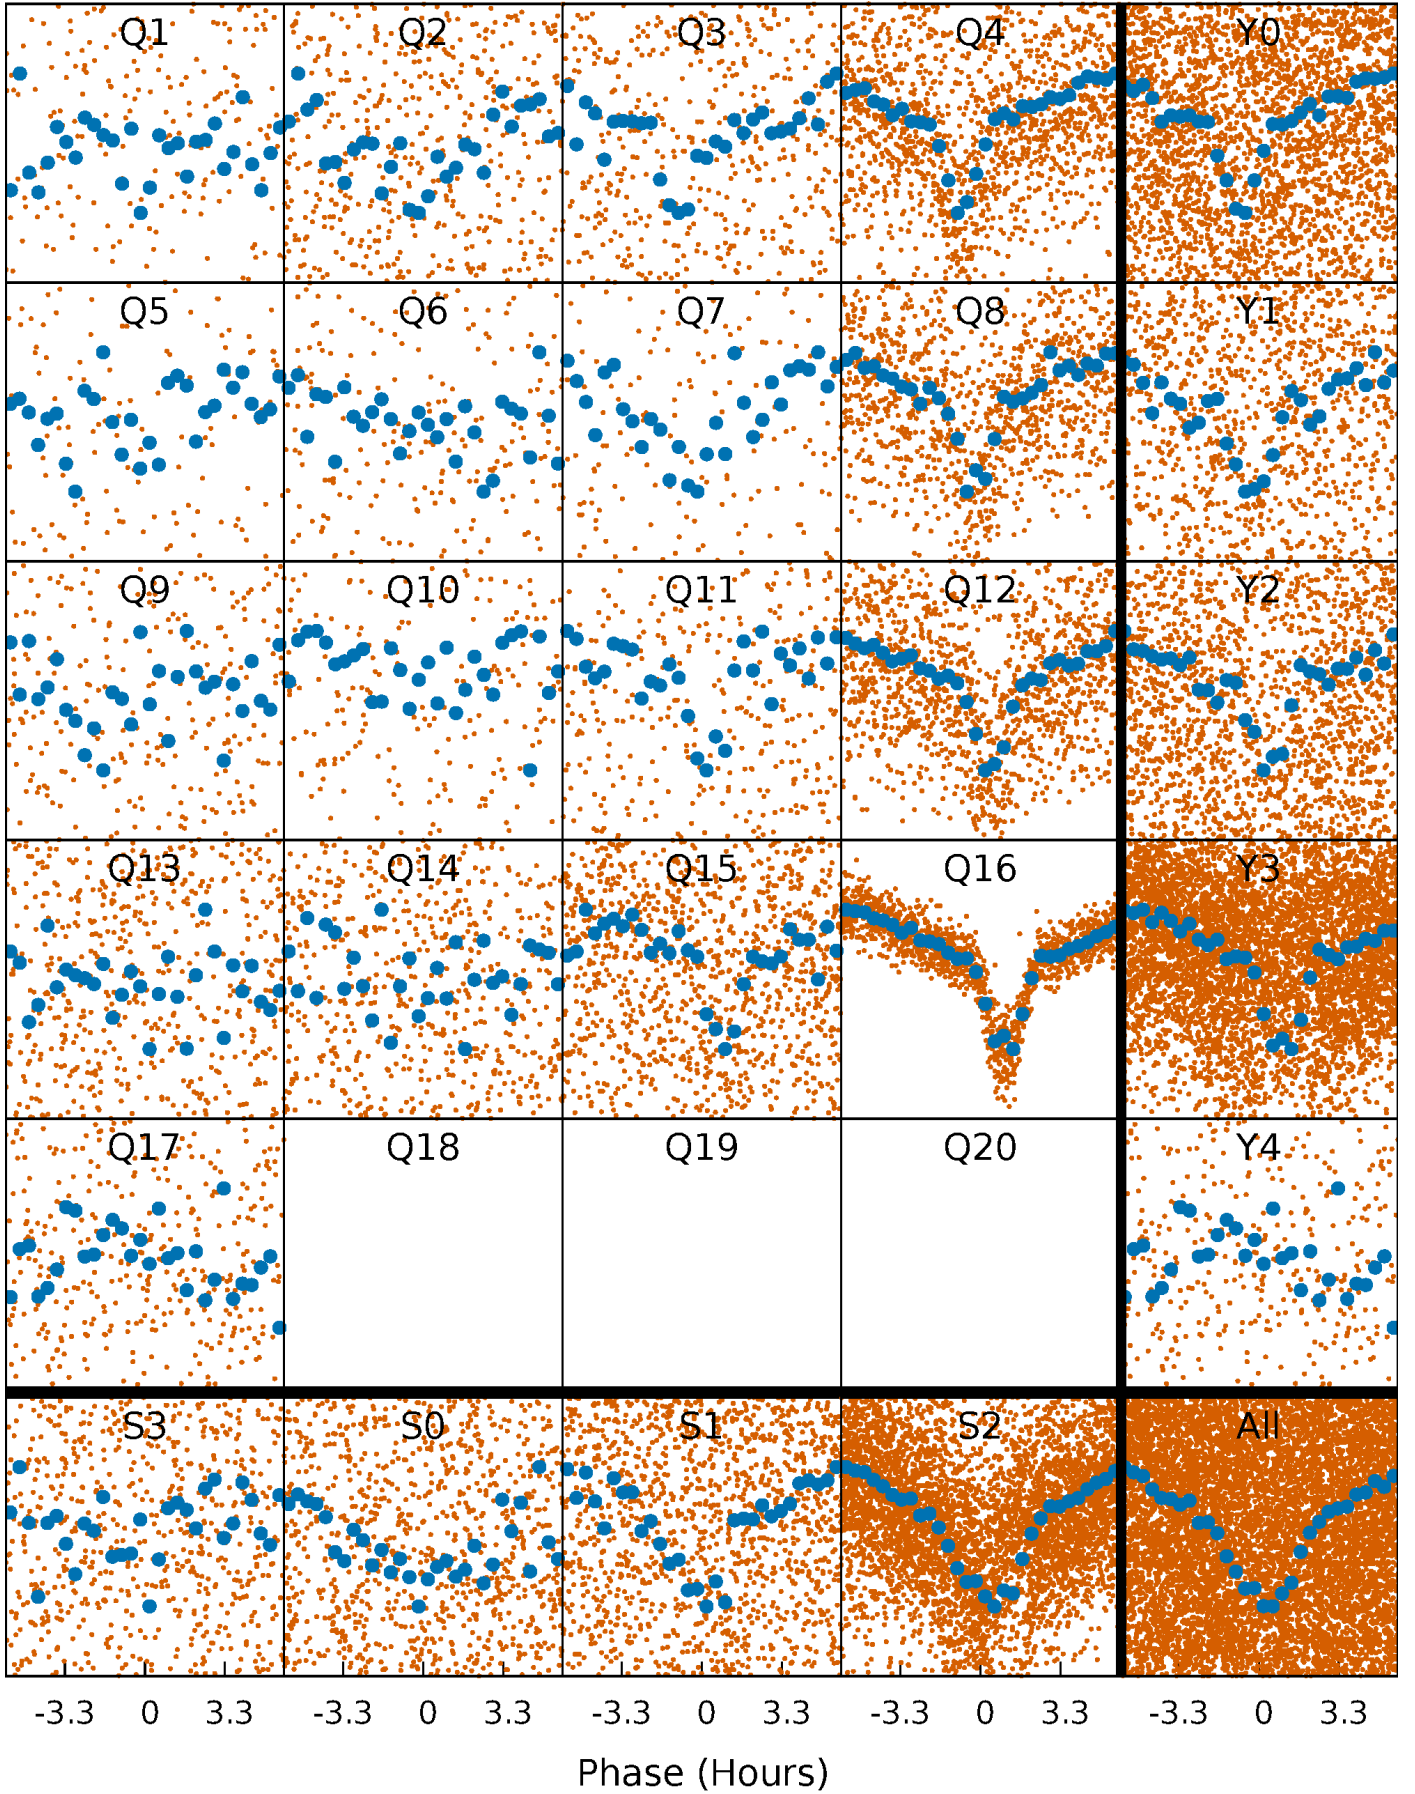 Q1 Q2 Q3 Q4 Y0
Q5 Q6 Q7 Q8 Y1
Q9 Q10 Q11 Q12 Y2
Q13 Q14 Q15 Q16 Y3
Q17 Q18 Q19 Q20 Y4
S3 S0 S1 S2 All
-3.3 0 3.3 -3.3 0 3.3 -3.3 0 3.3 -3.3 0 3.3 -3.3 0 3.3
Phase (Hours)